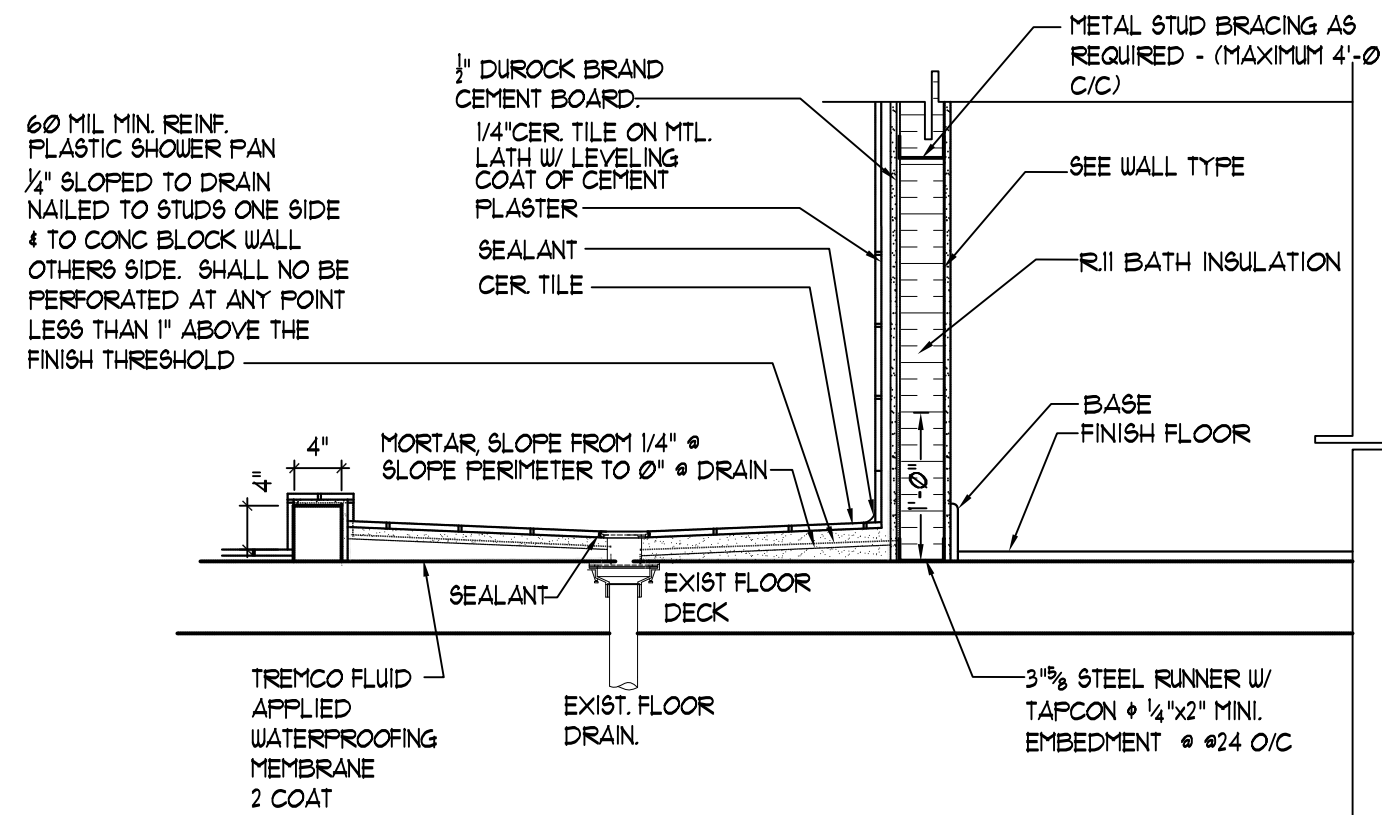 METAL STUD BRACING AS
REQUIRED - (MAXIMUM 4'-0
C/C)
½" DUROCK BRAND
CEMENT BOARD.
60 MIL MIN. REINF.
PLASTIC SHOWER PAN
¼" SLOPED TO DRAIN
NAILED TO STUDS ONE SIDE
& TO CONC BLOCK WALL
OTHERS SIDE. SHALL NO BE
PERFORATED AT ANY POINT
LESS THAN 1" ABOVE THE
FINISH THRESHOLD
1/4"CER. TILE ON MTL.
LATH W/ LEVELING
COAT OF CEMENT
PLASTER
SEALANT
CER. TILE
SEE WALL TYPE
R.11 BATH INSULATION
BASE
FINISH FLOOR
4"
4"
MORTAR, SLOPE FROM 1/4" @
SLOPE PERIMETER TO 0" @ DRAIN
1'-0"
SEALANT
EXIST FLOOR
DECK
TREMCO FLUID
APPLIED
WATERPROOFING
MEMBRANE
2 COAT
EXIST. FLOOR
DRAIN.
3"⅝ STEEL RUNNER W/
TAPCON ϕ ¼"x2" MINI.
EMBEDMENT @ @24 O/C